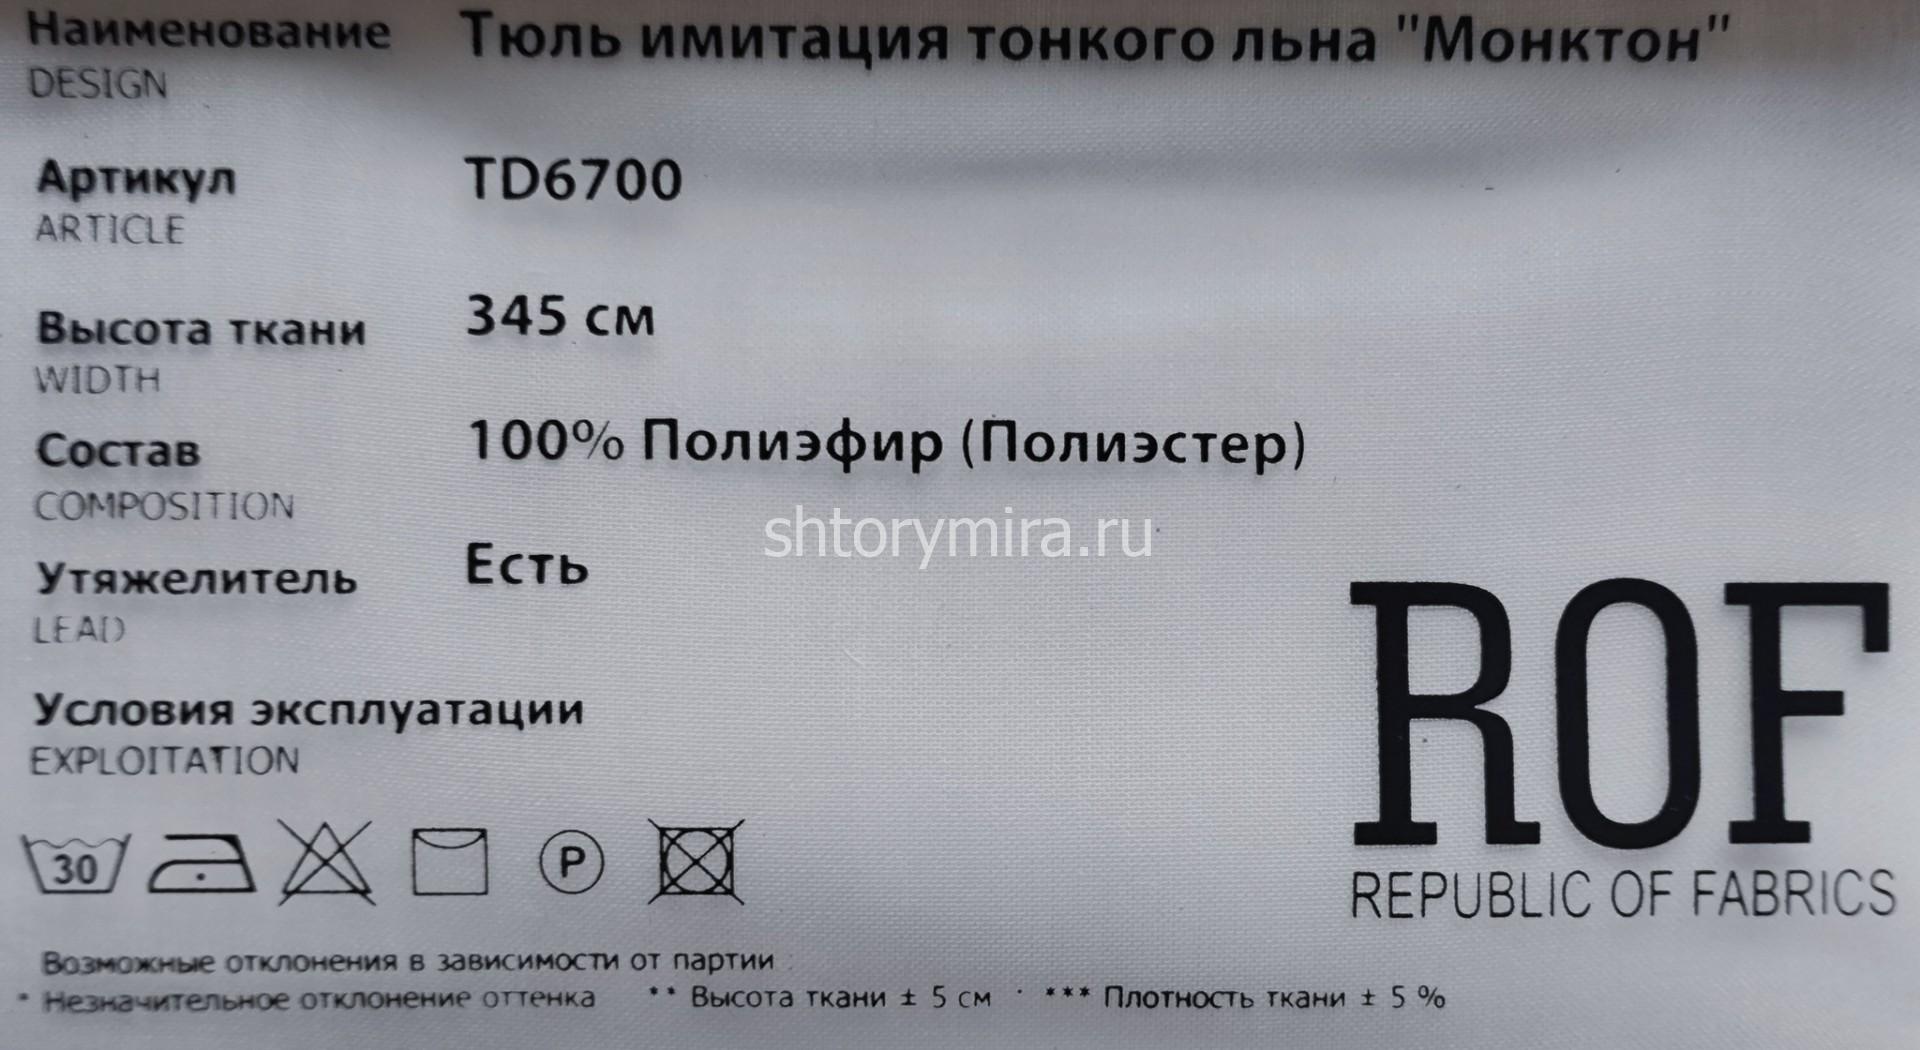 Наименование Тюль имитация тонкого льна "Монктон"
DESIGN
Артикул TD6700
ARTICLE
Высота ткани 345 см
WIDTH
Состав 100% Полиэфир (Полиэстер)
COMPOSITION
shtorymira.ru
Утяжелитель Есть
LEAD
Условия эксплуатации
EXPLOITATION
30 P
ROF
REPUBLIC OF FABRICS
Возможные отклонения в зависимости от партии :
* Незначительное отклонение оттенка ** Высота ткани ± 5 см · *** Плотность ткани ± 5 %